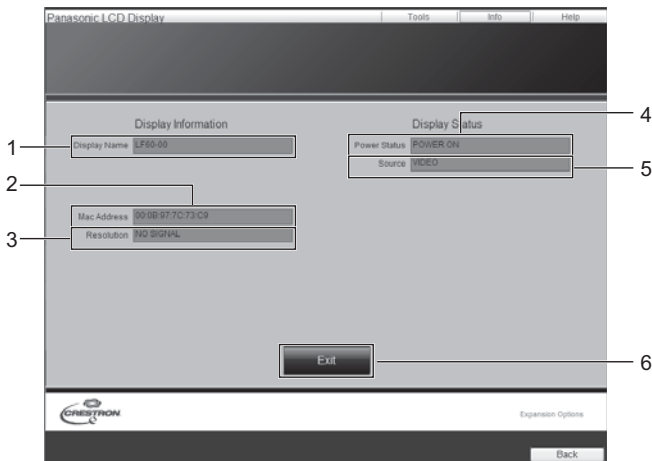 Panasonic LCD Display Tools Info Help
Display Information Display Status
4
1 Display Name LF60-00 Power Status POWER ON
Source VIDEO 5
2
Mac Address 00:0B:97:7C:73:C9
3 Resolution NO SIGNAL
Exit 6
CRESTRON Expansion Options
Back